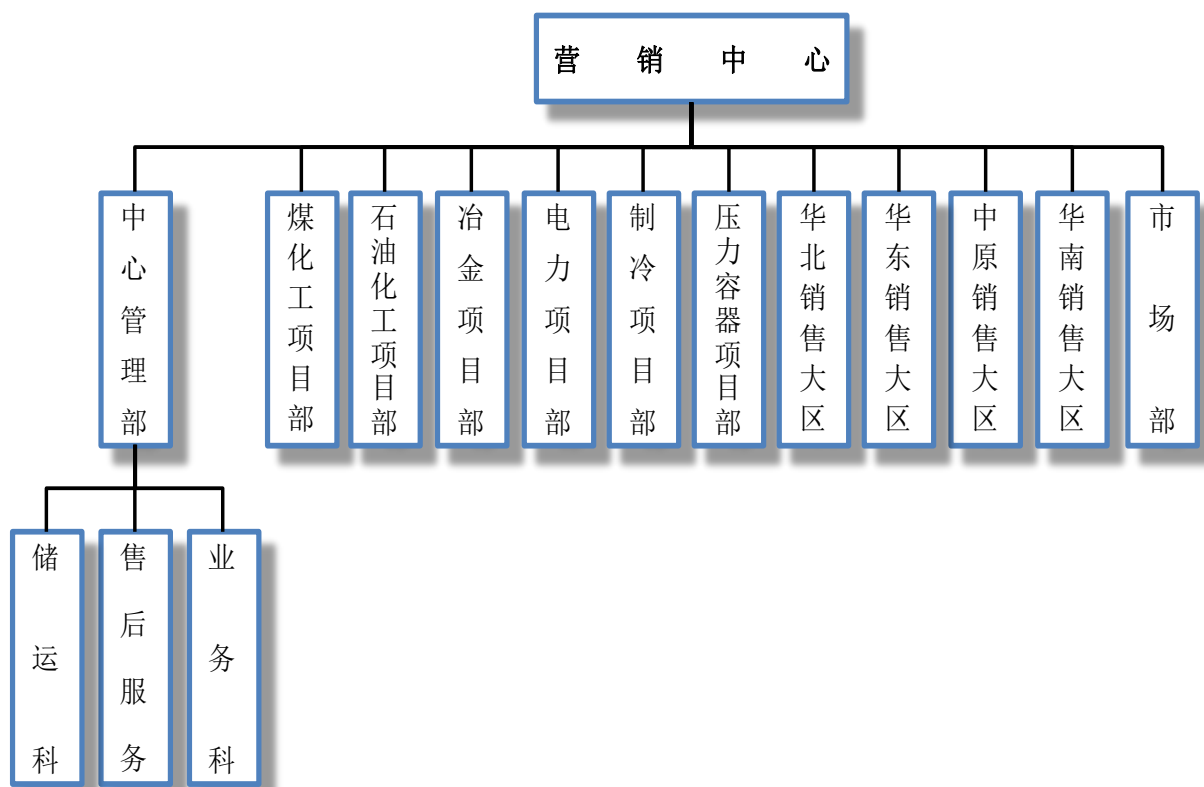 营销中心
中心管理部
煤化工项目部
石油化工项目部
冶金项目部
电力项目部
制冷项目部
压力容器项目部
华北销售大区
华东销售大区
中原销售大区
华南销售大区
市场部
储运科
售后服务
业务科